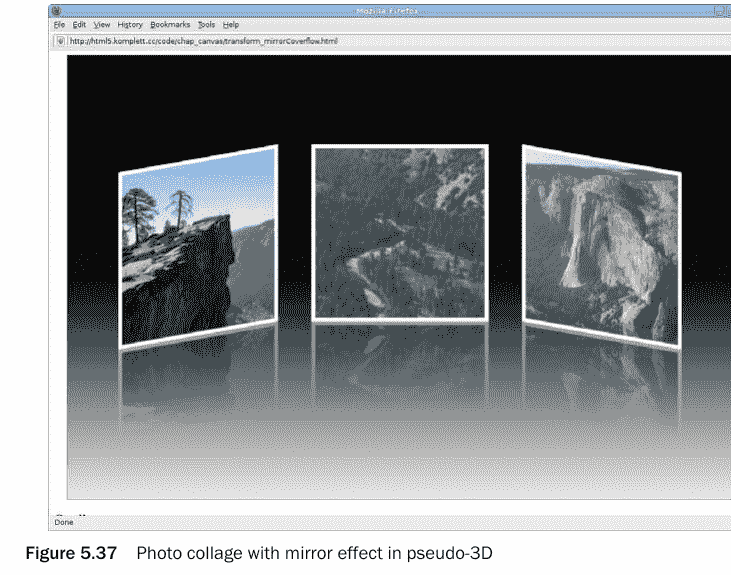 Mozilla Firefox
File Edit View History Bookmarks Tools Help
http://html5.komplett.cc/code/chap_canvas/transform_mirrorCoverflow.html
Done
Figure 5.37 Photo collage with mirror effect in pseudo-3D